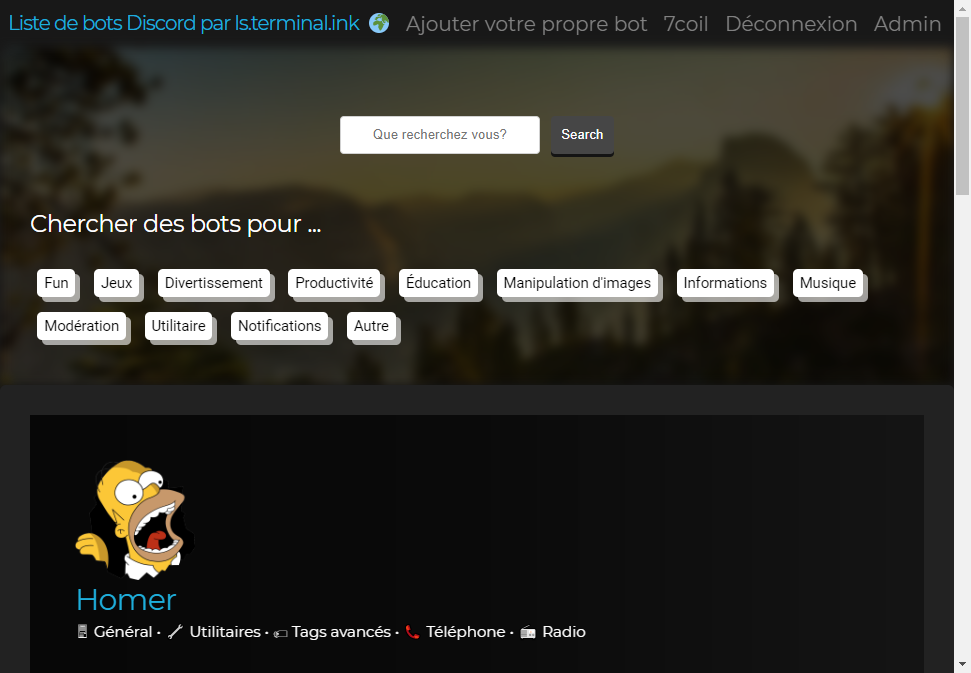 Liste de bots Discord par ls.terminal.ink Ajouter votre propre bot 7coil Déconnexion Admin
Que recherchez vous? Search
Chercher des bots pour ...
Fun Jeux Divertissement Productivité Éducation Manipulation d'images Informations Musique
Modération Utilitaire Notifications Autre
Homer
Général • Utilitaires • Tags avancés • Téléphone • Radio